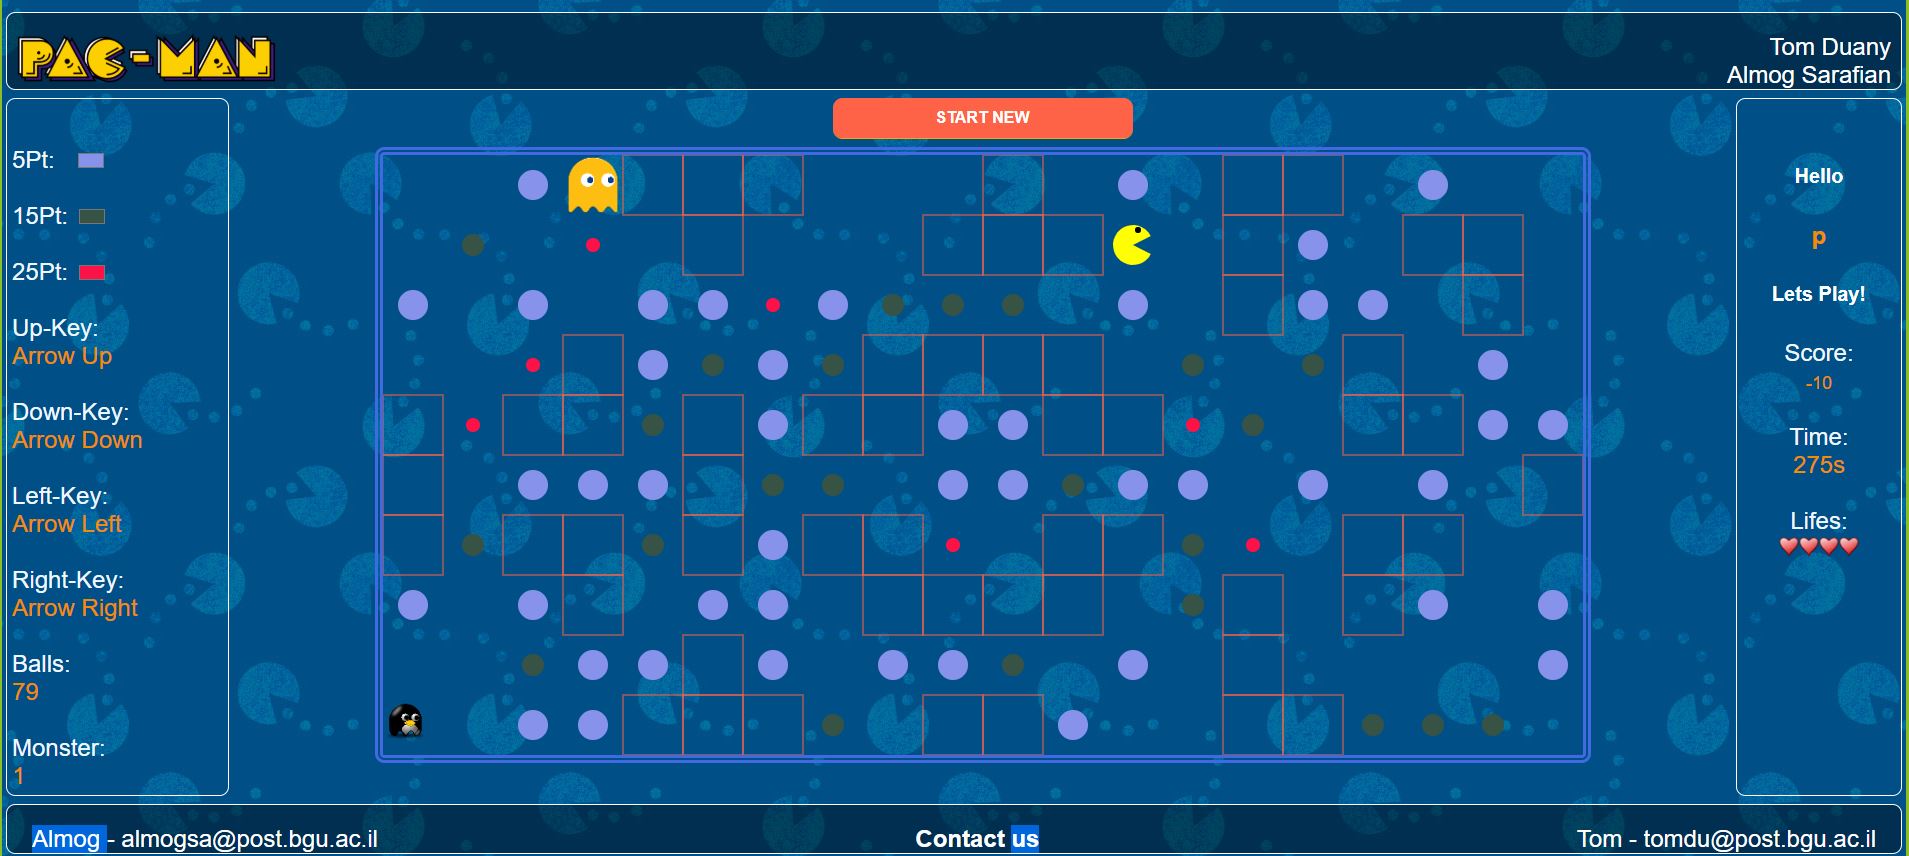 PAC-MAN
Tom Duany
Almog Sarafian
START NEW
5Pt:
15Pt:
25Pt:
Up-Key:
Arrow Up
Down-Key:
Arrow Down
Left-Key:
Arrow Left
Right-Key:
Arrow Right
Balls:
79
Monster:
1
Hello
p
Lets Play!
Score:
-10
Time:
275s
Lifes:
Almog - almogsa@post.bgu.ac.il
Contact us
Tom - tomdu@post.bgu.ac.il